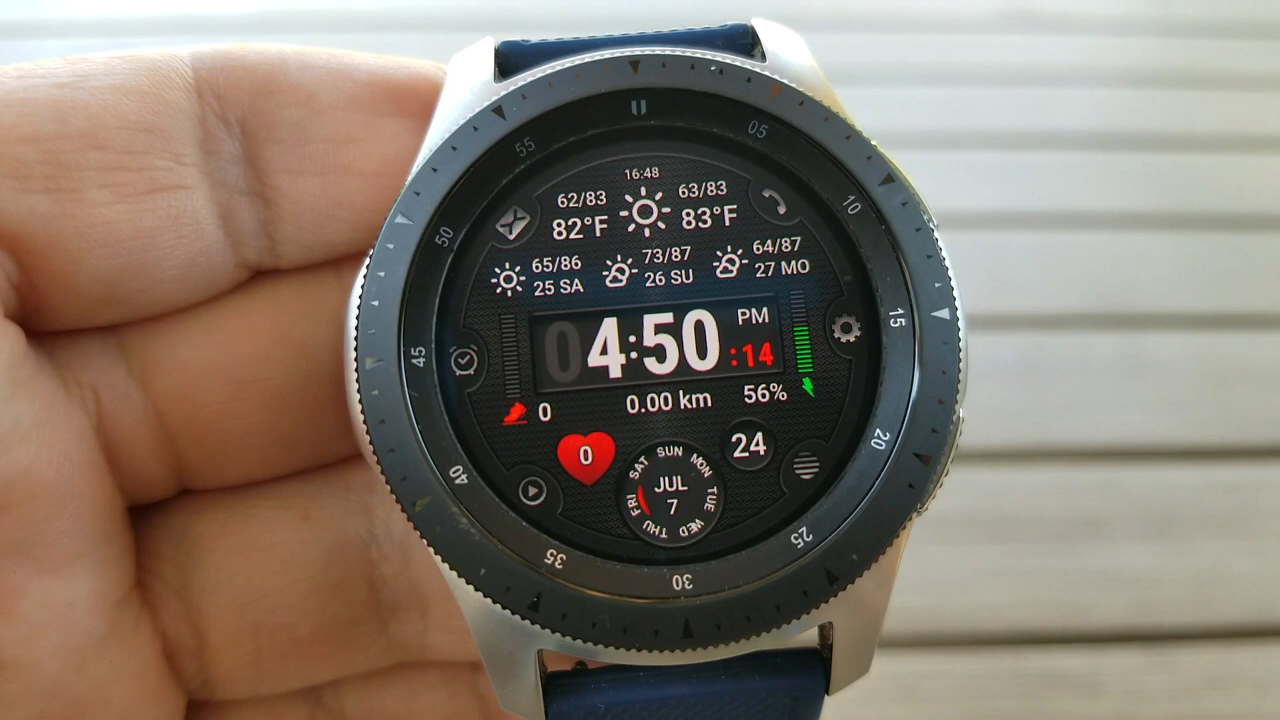 05
10
15
20
25
30
35
40
45
50
55
16:48
62/83 63/83
82°F 83°F
65/86 73/87 64/87
25 SA 26 SU 27 MO
04:50 PM :14
0 0.00 km 56%
0 24
SUN MON TUE WED THU FRI SAT
JUL
7